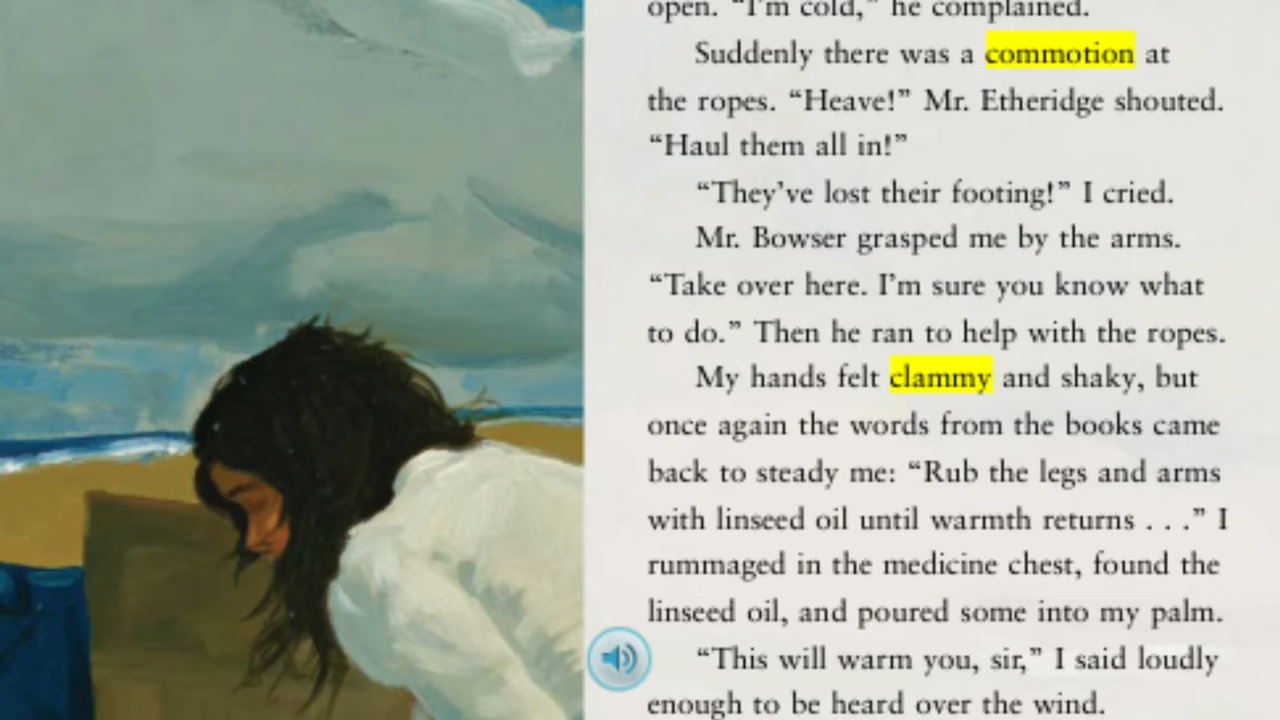 open. “I’m cold,” he complained.
Suddenly there was a commotion at
the ropes. “Heave!” Mr. Etheridge shouted.
“Haul them all in!”
“They’ve lost their footing!” I cried.
Mr. Bowser grasped me by the arms.
“Take over here. I’m sure you know what
to do.” Then he ran to help with the ropes.
My hands felt clammy and shaky, but
once again the words from the books came
back to steady me: “Rub the legs and arms
with linseed oil until warmth returns . . .” I
rummaged in the medicine chest, found the
linseed oil, and poured some into my palm.
“This will warm you, sir,” I said loudly
enough to be heard over the wind.